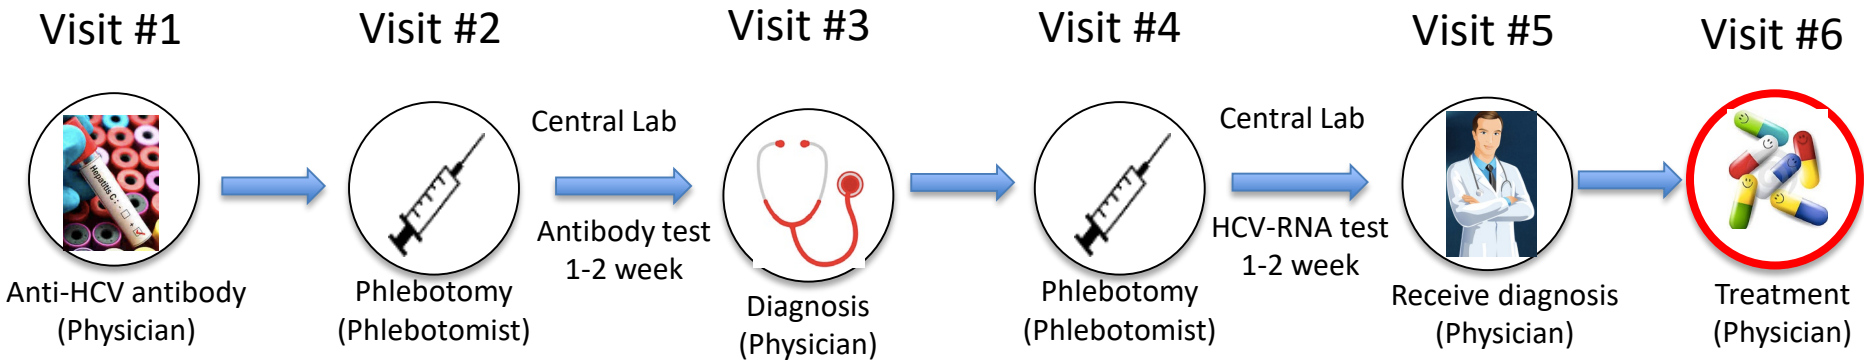 Visit #1
Visit #2
Visit #3
Visit #4
Visit #5
Visit #6
Hepatitis C: - ☐ + ☑
Anti-HCV antibody
(Physician)
Phlebotomy
(Phlebotomist)
Central Lab
Antibody test
1-2 week
Diagnosis
(Physician)
Phlebotomy
(Phlebotomist)
Central Lab
HCV-RNA test
1-2 week
Receive diagnosis
(Physician)
Treatment
(Physician)